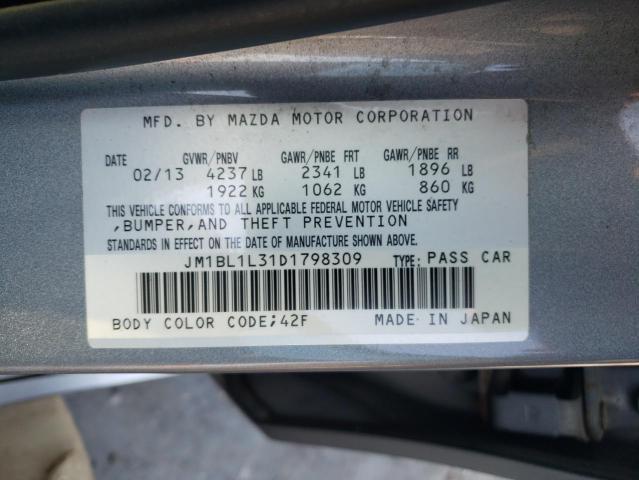 MFD. BY MAZDA MOTOR CORPORATION
DATE GVWR/PNBV GAWR/PNBE FRT GAWR/PNBE RR
02/13 4237 LB 2341 LB 1896 LB
1922 KG 1062 KG 860 KG
THIS VEHICLE CONFORMS TO ALL APPLICABLE FEDERAL MOTOR VEHICLE SAFETY
,BUMPER,AND THEFT PREVENTION
STANDARDS IN EFFECT ON THE DATE OF MANUFACTURE SHOWN ABOVE.
JM1BL1L31D1798309 TYPE: PASS CAR
BODY COLOR CODE;42F MADE IN JAPAN